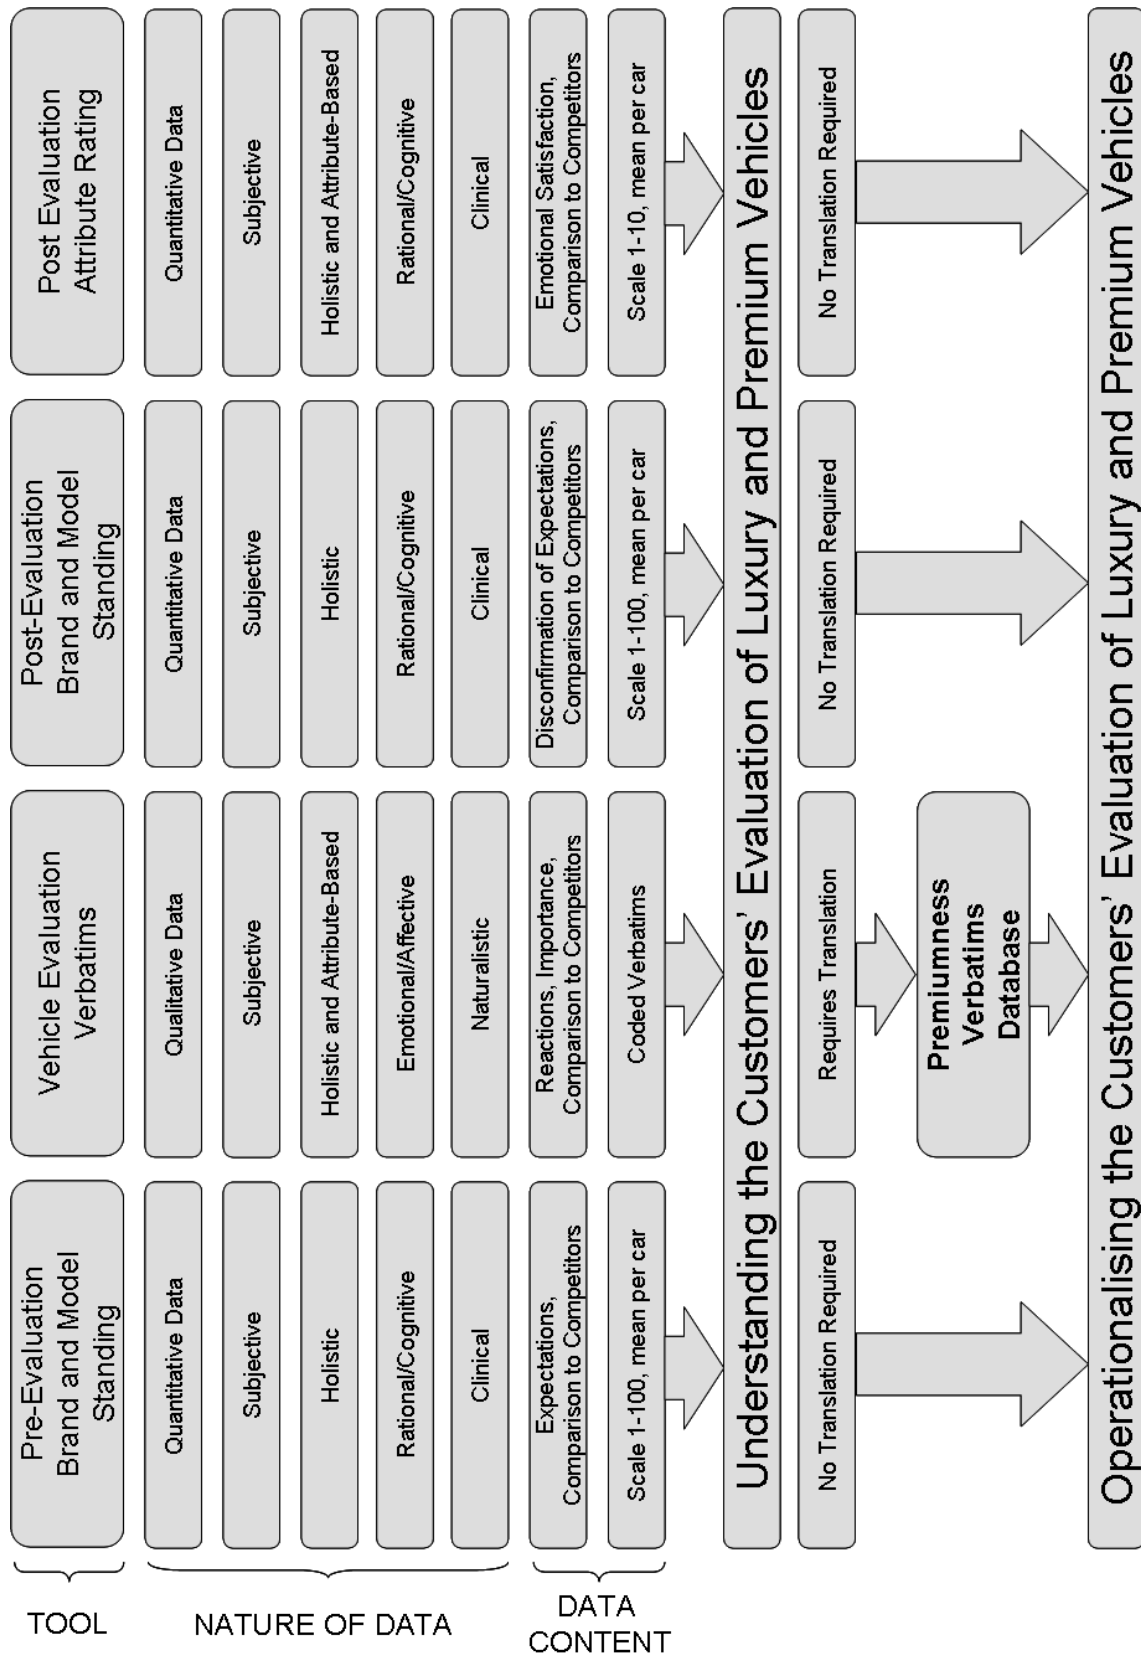 TOOL
Pre-Evaluation
Brand and Model
Standing
Vehicle Evaluation
Verbatims
Post-Evaluation
Brand and Model
Standing
Post Evaluation
Attribute Rating
NATURE OF DATA
Quantitative Data
Qualitative Data
Quantitative Data
Quantitative Data
Subjective
Subjective
Subjective
Subjective
Holistic
Holistic and Attribute-Based
Holistic
Holistic and Attribute-Based
Rational/Cognitive
Emotional/Affective
Rational/Cognitive
Rational/Cognitive
Clinical
Naturalistic
Clinical
Clinical
DATA
CONTENT
Expectations,
Comparison to Competitors
Reactions, Importance,
Comparison to Competitors
Disconfirmation of Expectations,
Comparison to Competitors
Emotional Satisfaction,
Comparison to Competitors
Scale 1-100, mean per car
Coded Verbatims
Scale 1-100, mean per car
Scale 1-10, mean per car
Understanding the Customers' Evaluation of Luxury and Premium Vehicles
No Translation Required
Requires Translation
No Translation Required
No Translation Required
Premiumness
Verbatims
Database
Operationalising the Customers' Evaluation of Luxury and Premium Vehicles